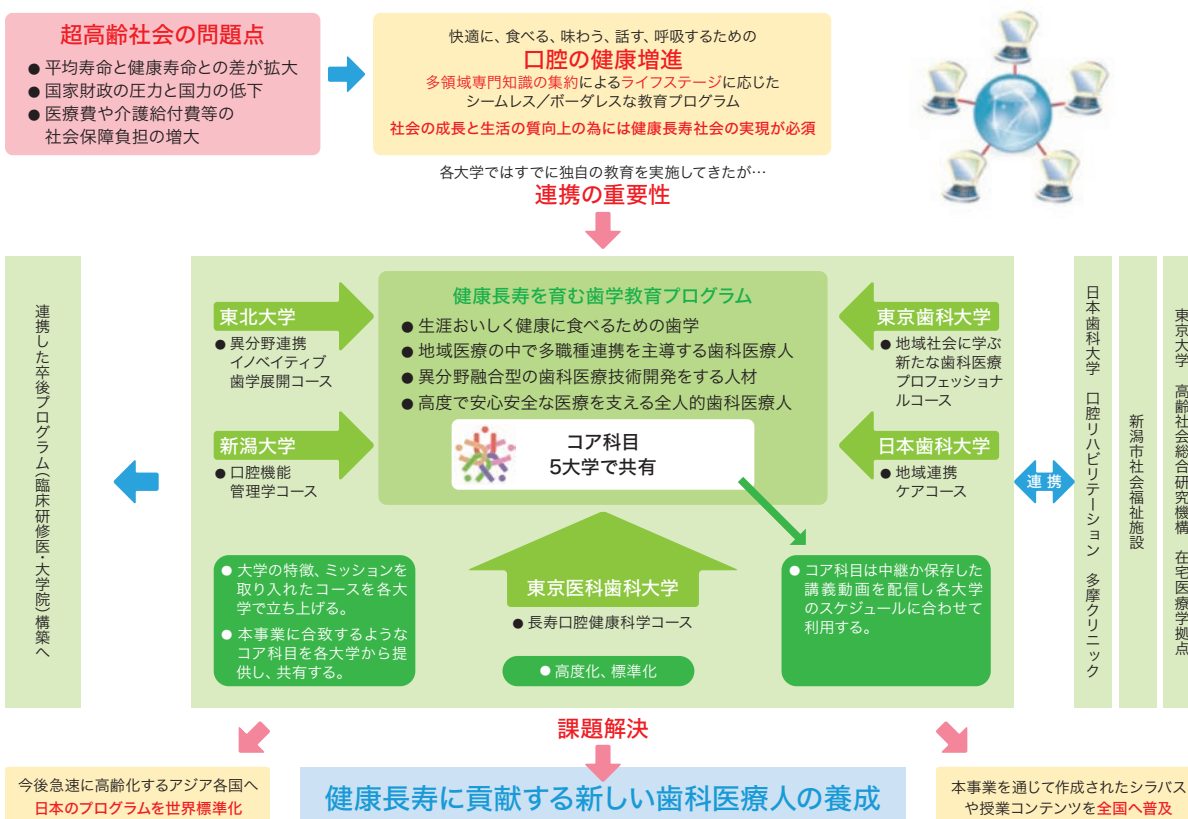 超高齢社会の問題点
● 平均寿命と健康寿命との差が拡大
● 国家財政の圧力と国力の低下
● 医療費や介護給付費等の
社会保障負担の増大
快適に、食べる、味わう、話す、呼吸するための
口腔の健康増進
多領域専門知識の集約によるライフステージに応じた
シームレス／ボーダレスな教育プログラム
社会の成長と生活の質向上の為には健康長寿社会の実現が必須
各大学ではすでに独自の教育を実施してきたが…
連携の重要性
連携した卒後プログラム(臨床研修医・大学院)構築へ
東北大学
● 異分野連携
イノベイティブ
歯学展開コース
新潟大学
● 口腔機能
管理学コース
健康長寿を育む歯学教育プログラム
● 生涯おいしく健康に食べるための歯学
● 地域医療の中で多職種連携を主導する歯科医療人
● 異分野融合型の歯科医療技術開発をする人材
● 高度で安心安全な医療を支える全人的歯科医療人
コア科目
5大学で共有
東京歯科大学
● 地域社会に学ぶ
新たな歯科医療
プロフェッショナ
ルコース
日本歯科大学
● 地域連携
ケアコース
● 大学の特徴、ミッションを
取り入れたコースを各大
学で立ち上げる。
● 本事業に合致するような
コア科目を各大学から提
供し、共有する。
東京医科歯科大学
● 長寿口腔健康科学コース
● 高度化、標準化
● コア科目は中継か保存した
講義動画を配信し各大学
のスケジュールに合わせて
利用する。
連携
日本歯科大学　口腔リハビリテーション　多摩クリニック
新潟市社会福祉施設
東京大学　高齢社会総合研究機構　在宅医療学拠点
課題解決
今後急速に高齢化するアジア各国へ
日本のプログラムを世界標準化
健康長寿に貢献する新しい歯科医療人の養成
本事業を通じて作成されたシラバス
や授業コンテンツを全国へ普及